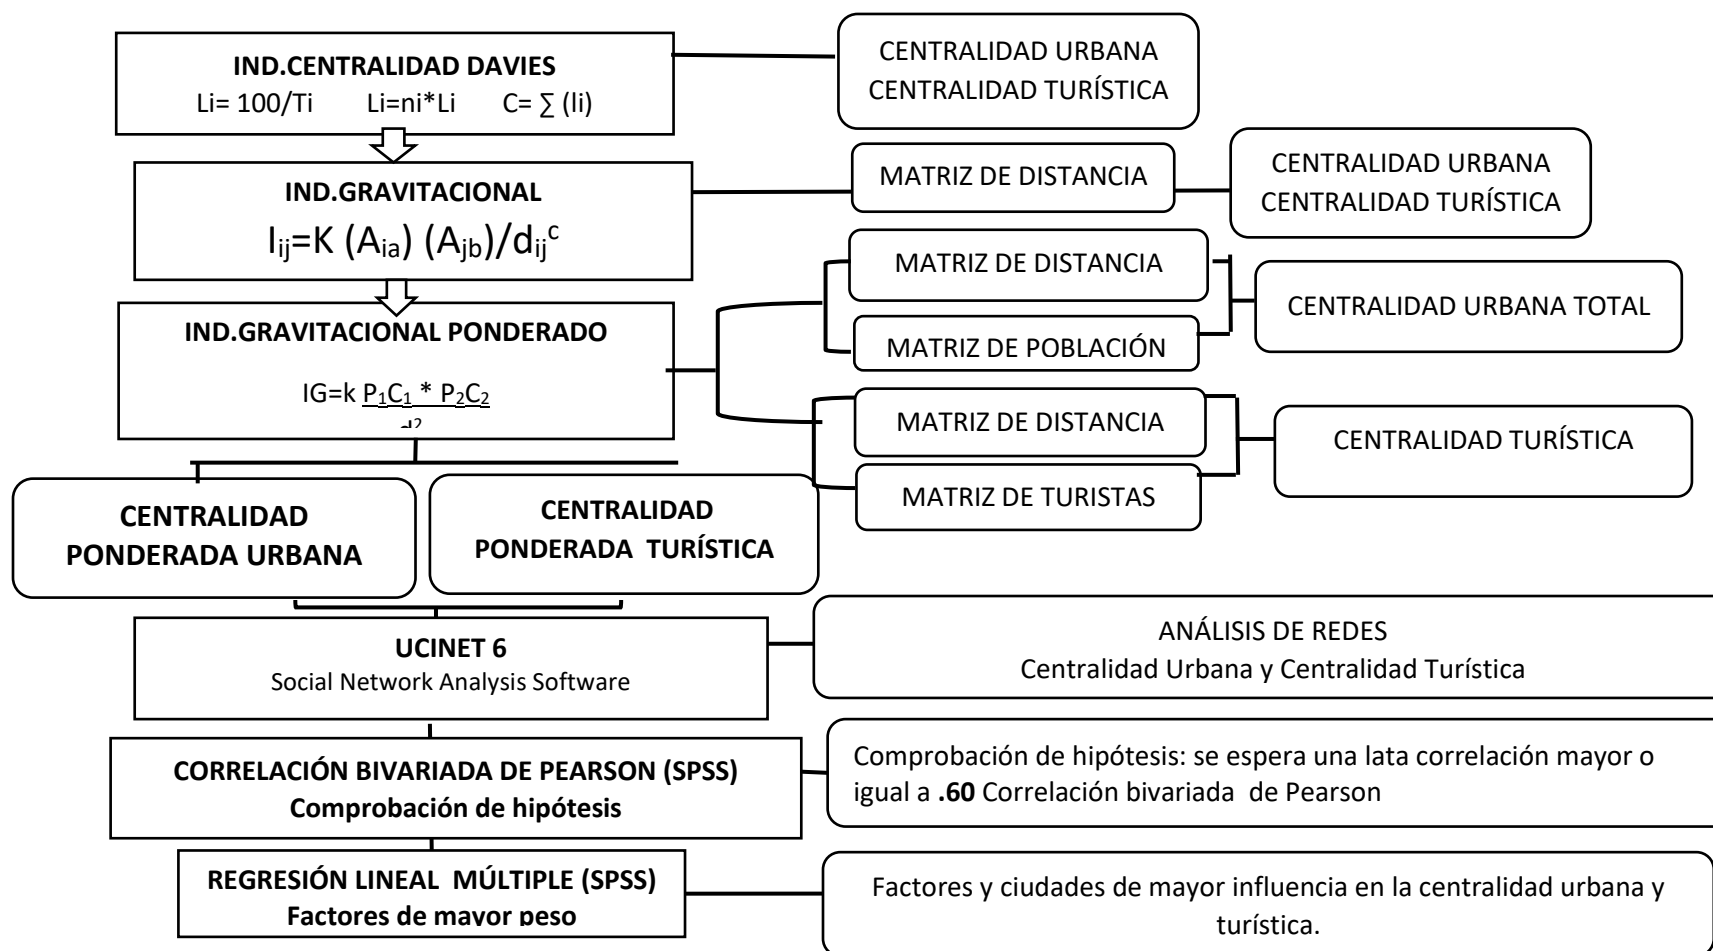 IND.CENTRALIDAD DAVIES
Li= 100/Ti Li=ni*Li C= ∑ (li)
CENTRALIDAD URBANA
CENTRALIDAD TURÍSTICA
IND.GRAVITACIONAL
Iij=K (Aia) (Ajb)/dijc
MATRIZ DE DISTANCIA
CENTRALIDAD URBANA
CENTRALIDAD TURÍSTICA
IND.GRAVITACIONAL PONDERADO
IG=k P1C1 * P2C2
d2
MATRIZ DE DISTANCIA
MATRIZ DE POBLACIÓN
CENTRALIDAD URBANA TOTAL
MATRIZ DE DISTANCIA
MATRIZ DE TURISTAS
CENTRALIDAD TURÍSTICA
CENTRALIDAD
PONDERADA URBANA
CENTRALIDAD
PONDERADA TURÍSTICA
UCINET 6
Social Network Analysis Software
ANÁLISIS DE REDES
Centralidad Urbana y Centralidad Turística
CORRELACIÓN BIVARIADA DE PEARSON (SPSS)
Comprobación de hipótesis
Comprobación de hipótesis: se espera una lata correlación mayor o
igual a .60 Correlación bivariada de Pearson
REGRESIÓN LINEAL MÚLTIPLE (SPSS)
Factores de mayor peso
Factores y ciudades de mayor influencia en la centralidad urbana y
turística.